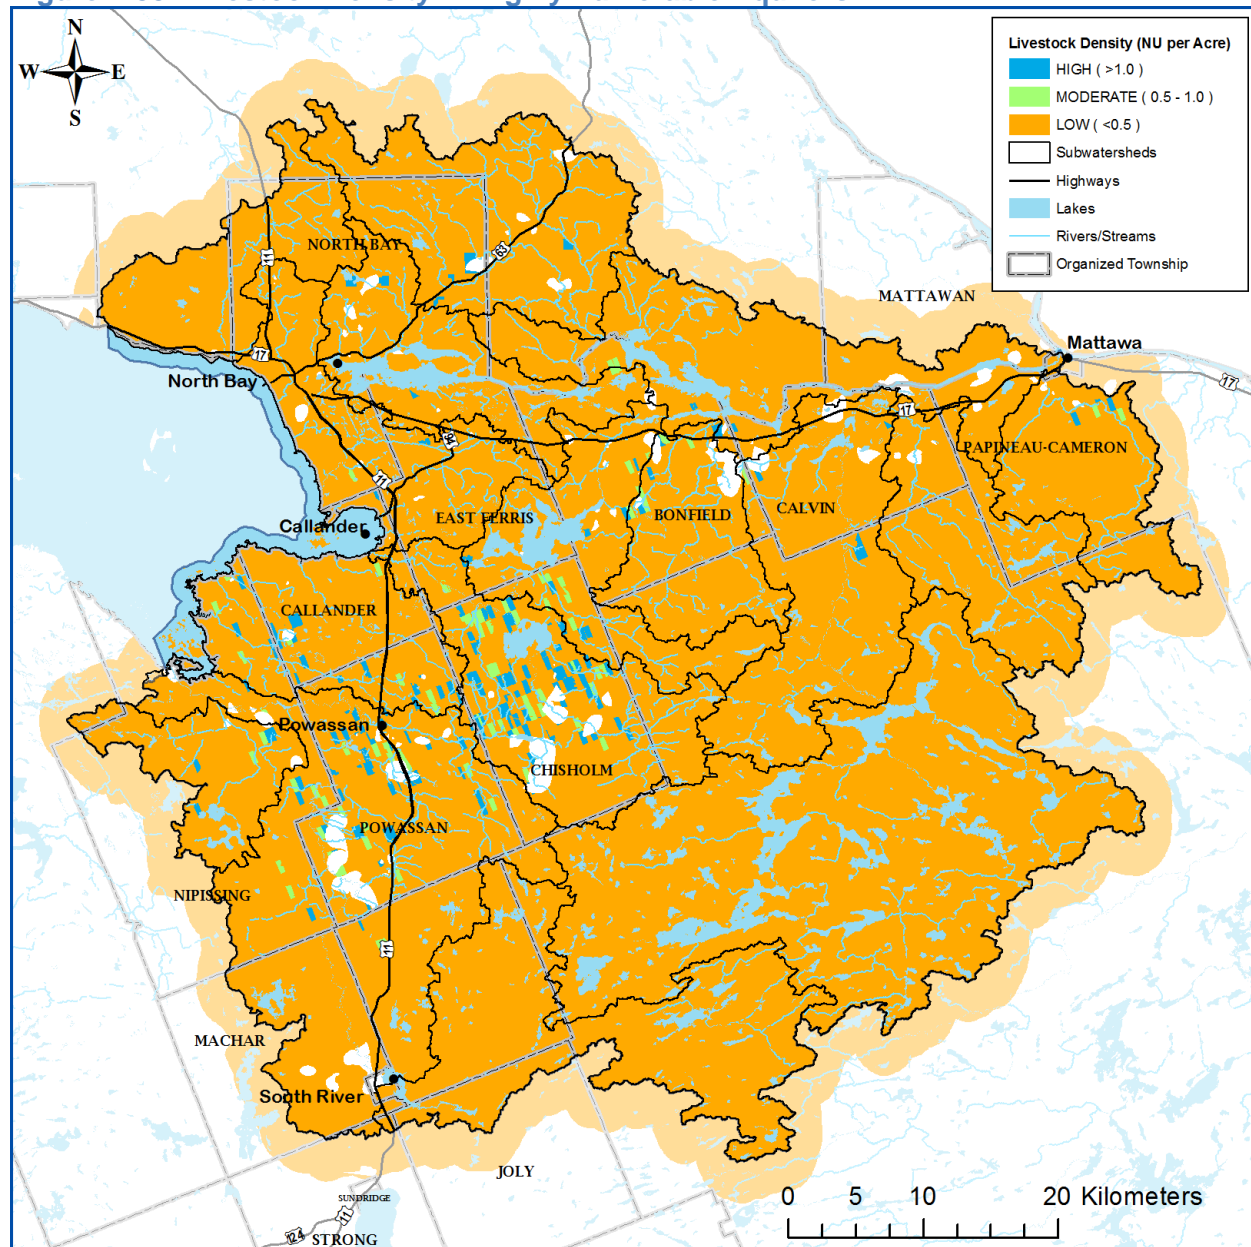 N
W E
S
Livestock Density (NU per Acre)
HIGH ( >1.0 )
MODERATE ( 0.5 - 1.0 )
LOW ( <0.5 )
Subwatersheds
Highways
Lakes
Rivers/Streams
Organized Township
NORTH BAY
11
63
MATTAWAN
Mattawa
17
17
North Bay
17
94
PAPINEAU-CAMERON
11
EAST FERRIS
BONFIELD
CALVIN
Callander
CALLANDER
Powassan
CHISHOLM
POWASSAN
NIPISSING
11
MACHAR
South River
JOLY
SUNDRIDGE
11
124
STRONG
0 5 10 20 Kilometers